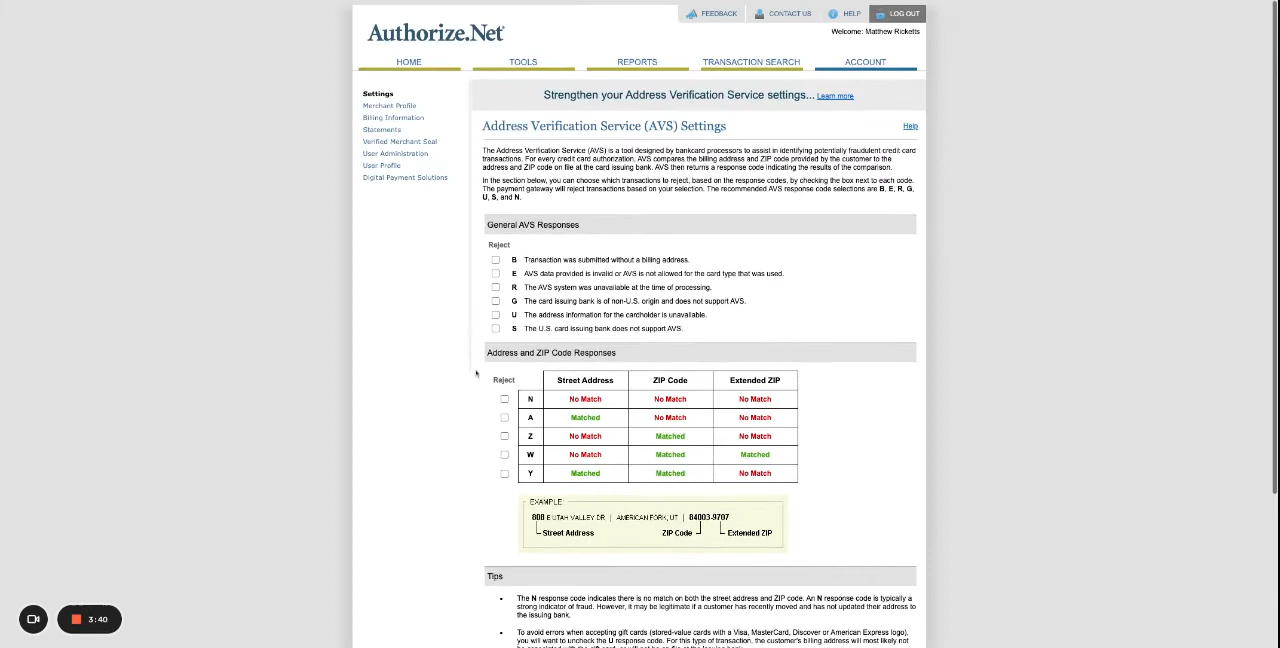 FEEDBACK CONTACT US HELP LOG OUT
Authorize.Net
Welcome: Matthew Ricketts
HOME TOOLS REPORTS TRANSACTION SEARCH ACCOUNT
Settings
Merchant Profile
Billing Information
Statements
Verified Merchant Seal
User Administration
User Profile
Digital Payment Solutions
Strengthen your Address Verification Service settings... Learn more
Address Verification Service (AVS) Settings
Help
The Address Verification Service (AVS) is a tool designed by bankcard processors to assist in identifying potentially fraudulent credit card
transactions. For every credit card authorization, AVS compares the billing address and ZIP code provided by the customer to the
address and ZIP code on file at the card issuing bank. AVS then returns a response code indicating the results of the comparison.
In the section below, you can choose which transactions to reject, based on the response codes, by checking the box next to each code.
The payment gateway will reject transactions based on your selection. The recommended AVS response code selections are B, E, R, G,
U, S, and N.
General AVS Responses
Reject
B Transaction was submitted without a billing address.
E AVS data provided is invalid or AVS is not allowed for the card type that was used.
R The AVS system was unavailable at the time of processing.
G The card issuing bank is of non-U.S. origin and does not support AVS.
U The address information for the cardholder is unavailable.
S The U.S. card issuing bank does not support AVS.
Address and ZIP Code Responses
Reject Street Address ZIP Code Extended ZIP
N No Match No Match No Match
A Matched No Match No Match
Z No Match Matched No Match
W No Match Matched Matched
Y Matched Matched No Match
EXAMPLE:
808 E UTAH VALLEY DR | AMERICAN FORK, UT | 84003-9707
Street Address ZIP Code Extended ZIP
Tips
The N response code indicates there is no match on both the street address and ZIP code. An N response code is typically a
strong indicator of fraud. However, it may be legitimate if a customer has recently moved and has not updated their address to
the issuing bank.
To avoid errors when accepting gift cards (stored-value cards with a Visa, MasterCard, Discover or American Express logo),
you will want to uncheck the U response code. For this type of transaction, the customer's billing address will most likely
3:40